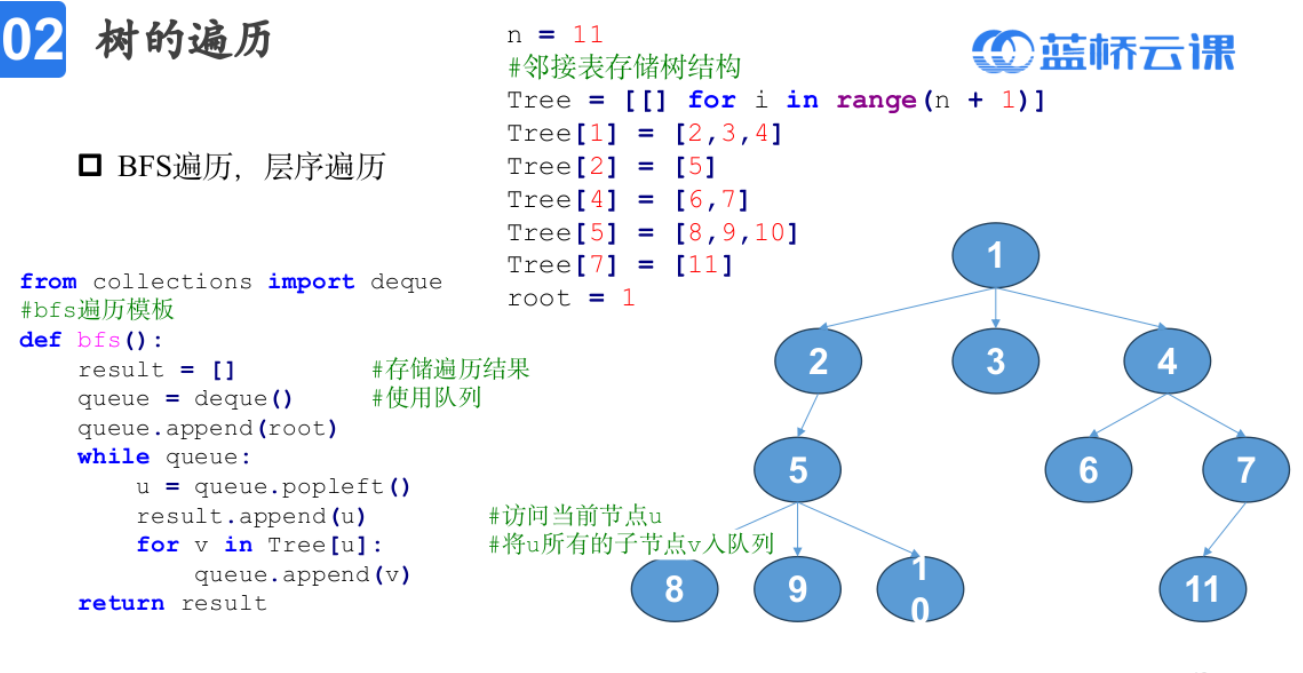 02 树的遍历
蓝桥云课
BFS遍历，层序遍历
n = 11
#邻接表存储树结构
Tree = [[] for i in range(n + 1)]
Tree[1] = [2,3,4]
Tree[2] = [5]
Tree[4] = [6,7]
Tree[5] = [8,9,10]
Tree[7] = [11]
root = 1
from collections import deque
#bfs遍历模板
def bfs():
    result = []          #存储遍历结果
    queue = deque()      #使用队列
    queue.append(root)
    while queue:
        u = queue.popleft()
        result.append(u)         #访问当前节点u
        for v in Tree[u]:        #将u所有的子节点v入队列
            queue.append(v)
    return result
1
2 3 4
5 6 7
8 9 10 11